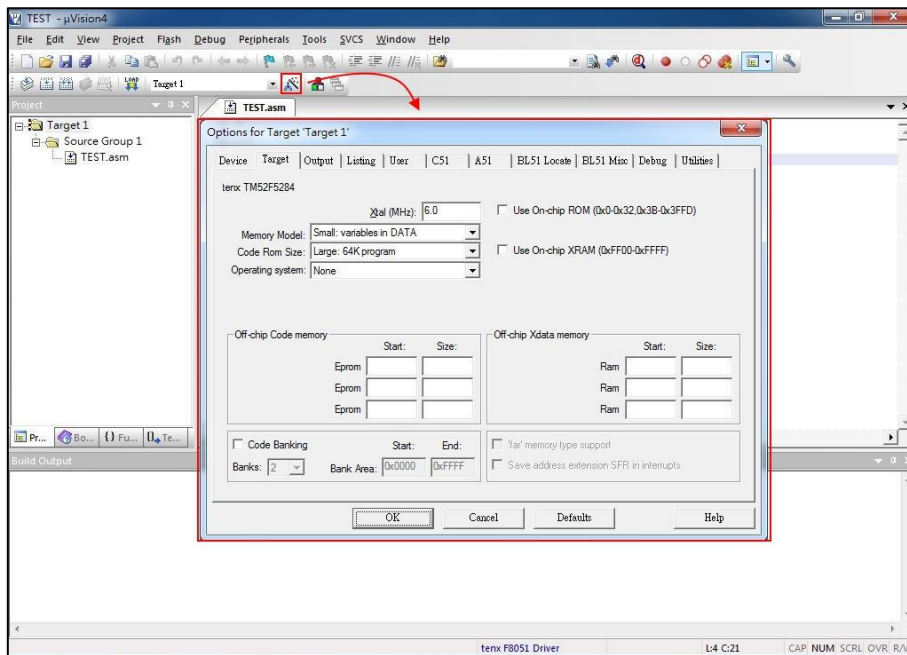 TEST - µVision4
File Edit View Project Flash Debug Peripherals Tools SVCS Window Help
LOAD Target 1
Project
TEST.asm
Target 1
Source Group 1
TEST.asm
Options for Target 'Target 1'
Device Target Output Listing User C51 A51 BL51 Locate BL51 Misc Debug Utilities
tenx TM52F5284
Xtal (MHz): 6.0 Use On-chip ROM (0x0-0x32,0x3B-0x3FFD)
Memory Model: Small: variables in DATA
Code Rom Size: Large: 64K program Use On-chip XRAM (0xFF00-0xFFFF)
Operating system: None
Off-chip Code memory Off-chip Xdata memory
Start: Size: Start: Size:
Eprom Ram
Eprom Ram
Eprom Ram
Code Banking Start: End: 'far' memory type support
Banks: 2 Bank Area: 0x0000 0xFFFF Save address extension SFR in interrupts
OK Cancel Defaults Help
Pr... Bo... {} Fu... Te...
Build Output
tenx F8051 Driver L:4 C:21 CAP NUM SCRL OVR R/W